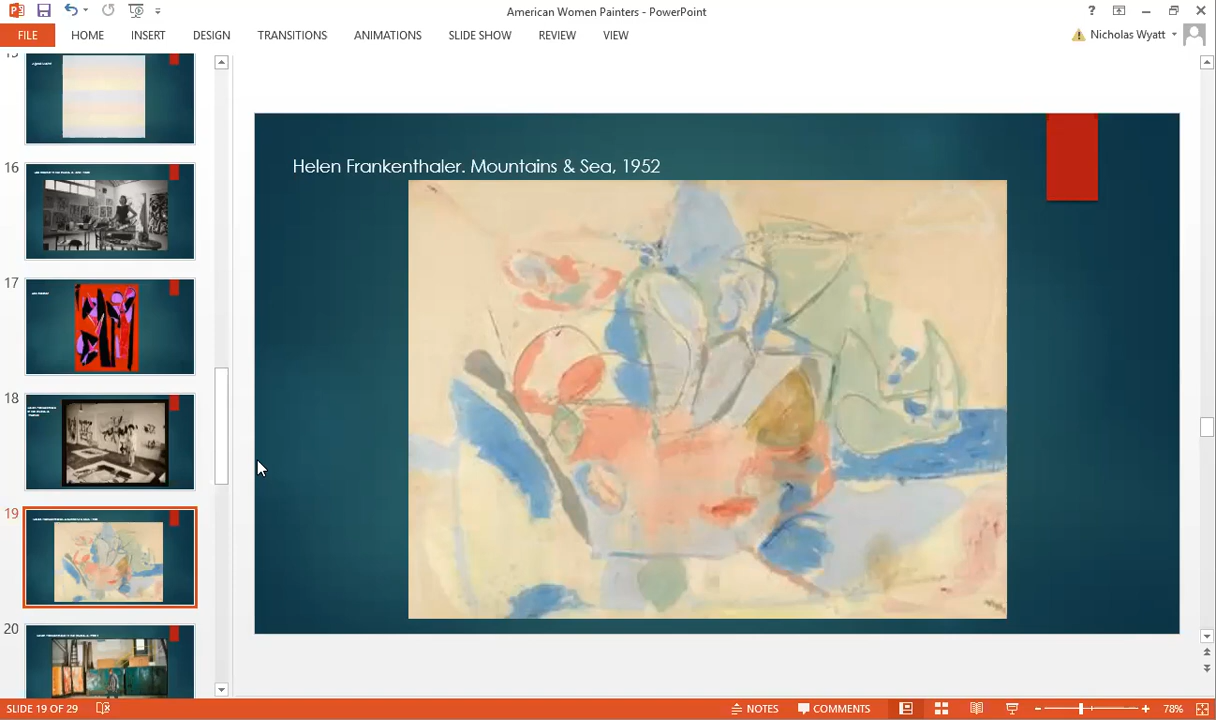 American Women Painters - PowerPoint
?
FILE HOME INSERT DESIGN TRANSITIONS ANIMATIONS SLIDE SHOW REVIEW VIEW
Nicholas Wyatt
16
17
18
19
20
Helen Frankenthaler. Mountains & Sea, 1952
SLIDE 19 OF 29
NOTES
COMMENTS
78%